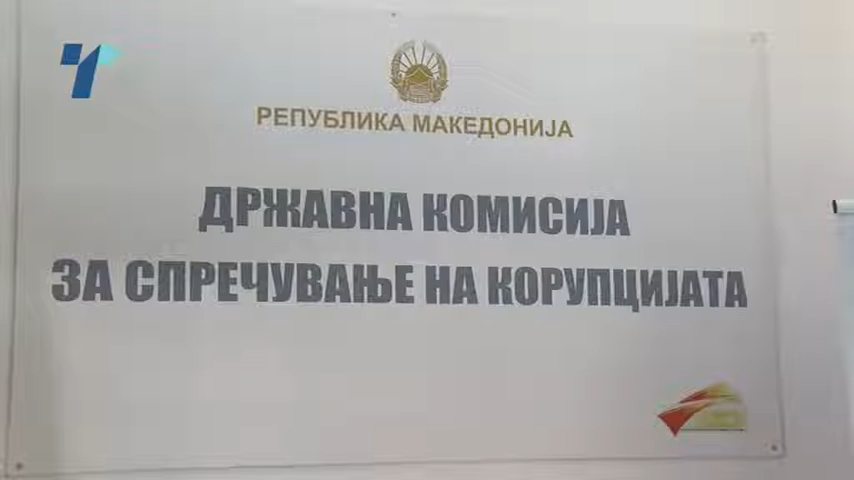 РЕПУБЛИКА МАКЕДОНИЈА
ДРЖАВНА КОМИСИЈА
ЗА СПРЕЧУВАЊЕ НА КОРУПЦИЈАТА